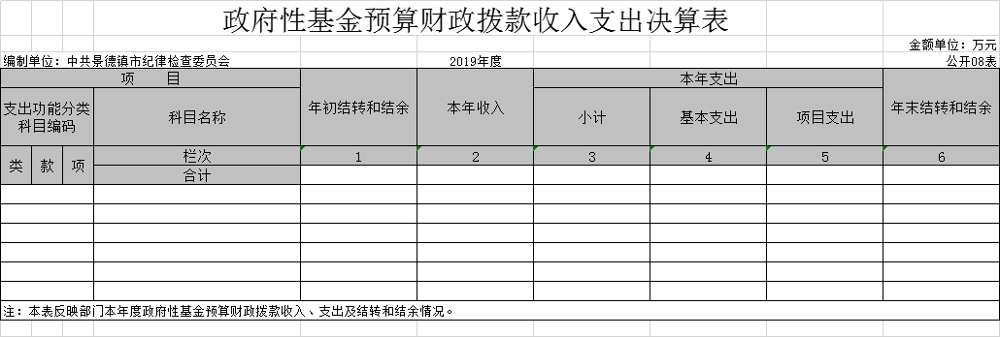 政府性基金预算财政拨款收入支出决算表
金额单位：万元
编制单位：中共景德镇市纪律检查委员会 2019年度 公开08表
项 目 年初结转和结余 本年收入 本年支出 年末结转和结余
支出功能分类
科目编码 科目名称 小计 基本支出 项目支出
类 款 项 栏次 1 2 3 4 5 6
合计
注：本表反映部门本年度政府性基金预算财政拨款收入、支出及结转和结余情况。